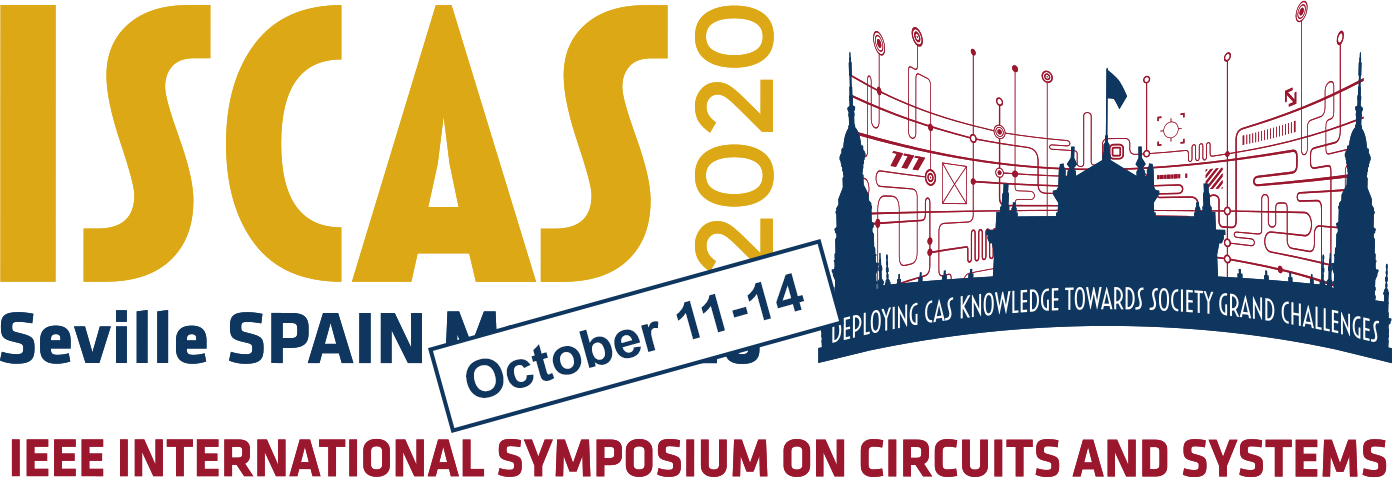 ISCAS
2020
Seville SPAIN
October 11-14
DEPLOYING CAS KNOWLEDGE TOWARDS SOCIETY GRAND CHALLENGES
IEEE INTERNATIONAL SYMPOSIUM ON CIRCUITS AND SYSTEMS